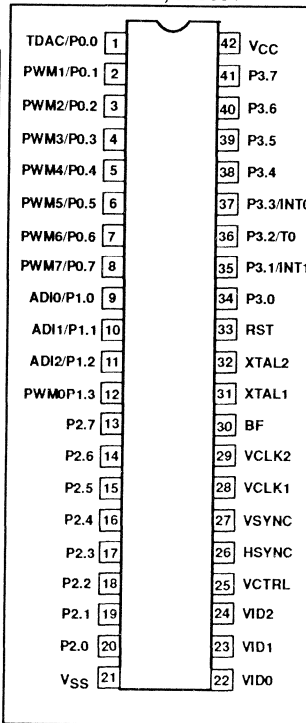 TDAC/P0.0 1 42 VCC
PWM1/P0.1 2 41 P3.7
PWM2/P0.2 3 40 P3.6
PWM3/P0.3 4 39 P3.5
PWM4/P0.4 5 38 P3.4
PWM5/P0.5 6 37 P3.3/INT0
PWM6/P0.6 7 36 P3.2/T0
PWM7/P0.7 8 35 P3.1/INT1
ADI0/P1.0 9 34 P3.0
ADI1/P1.1 10 33 RST
ADI2/P1.2 11 32 XTAL2
PWM0P1.3 12 31 XTAL1
P2.7 13 30 BF
P2.6 14 29 VCLK2
P2.5 15 28 VCLK1
P2.4 16 27 VSYNC
P2.3 17 26 HSYNC
P2.2 18 25 VCTRL
P2.1 19 24 VID2
P2.0 20 23 VID1
VSS 21 22 VID0